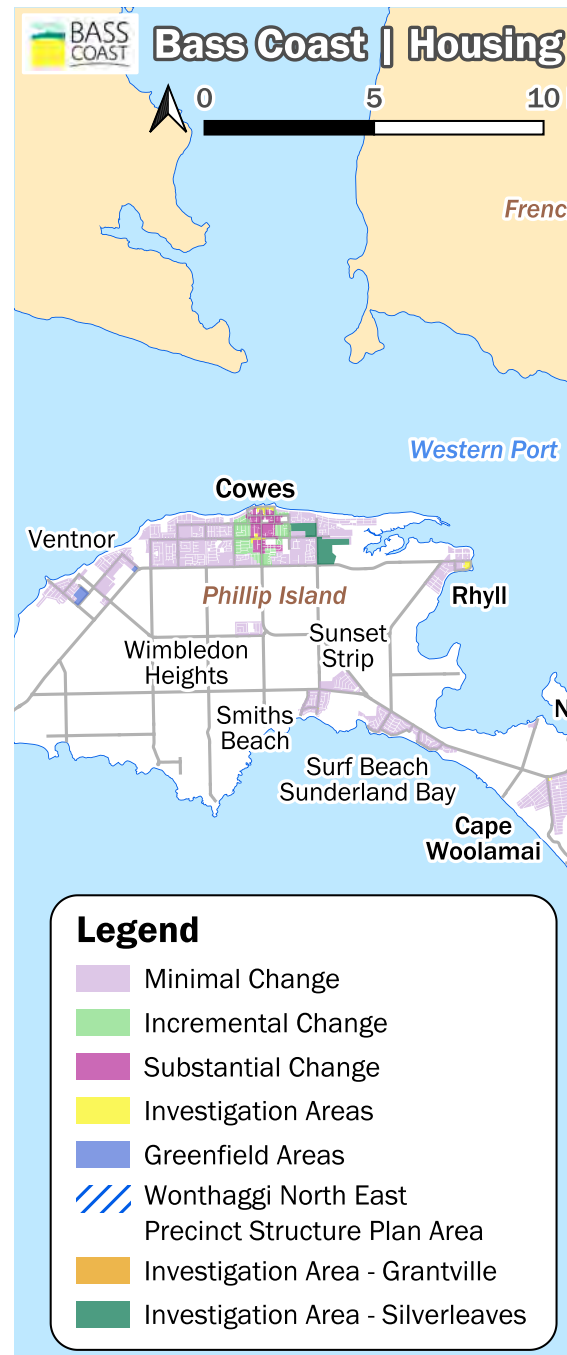 BASS
COAST
Bass Coast | Housing
0 5 10
Western Port
Cowes
Ventnor
Phillip Island
Rhyll
Wimbledon
Heights
Sunset
Strip
Smiths
Beach
Surf Beach
Sunderland Bay
Cape
Woolamai
Legend
Minimal Change
Incremental Change
Substantial Change
Investigation Areas
Greenfield Areas
Wonthaggi North East
Precinct Structure Plan Area
Investigation Area - Grantville
Investigation Area - Silverleaves